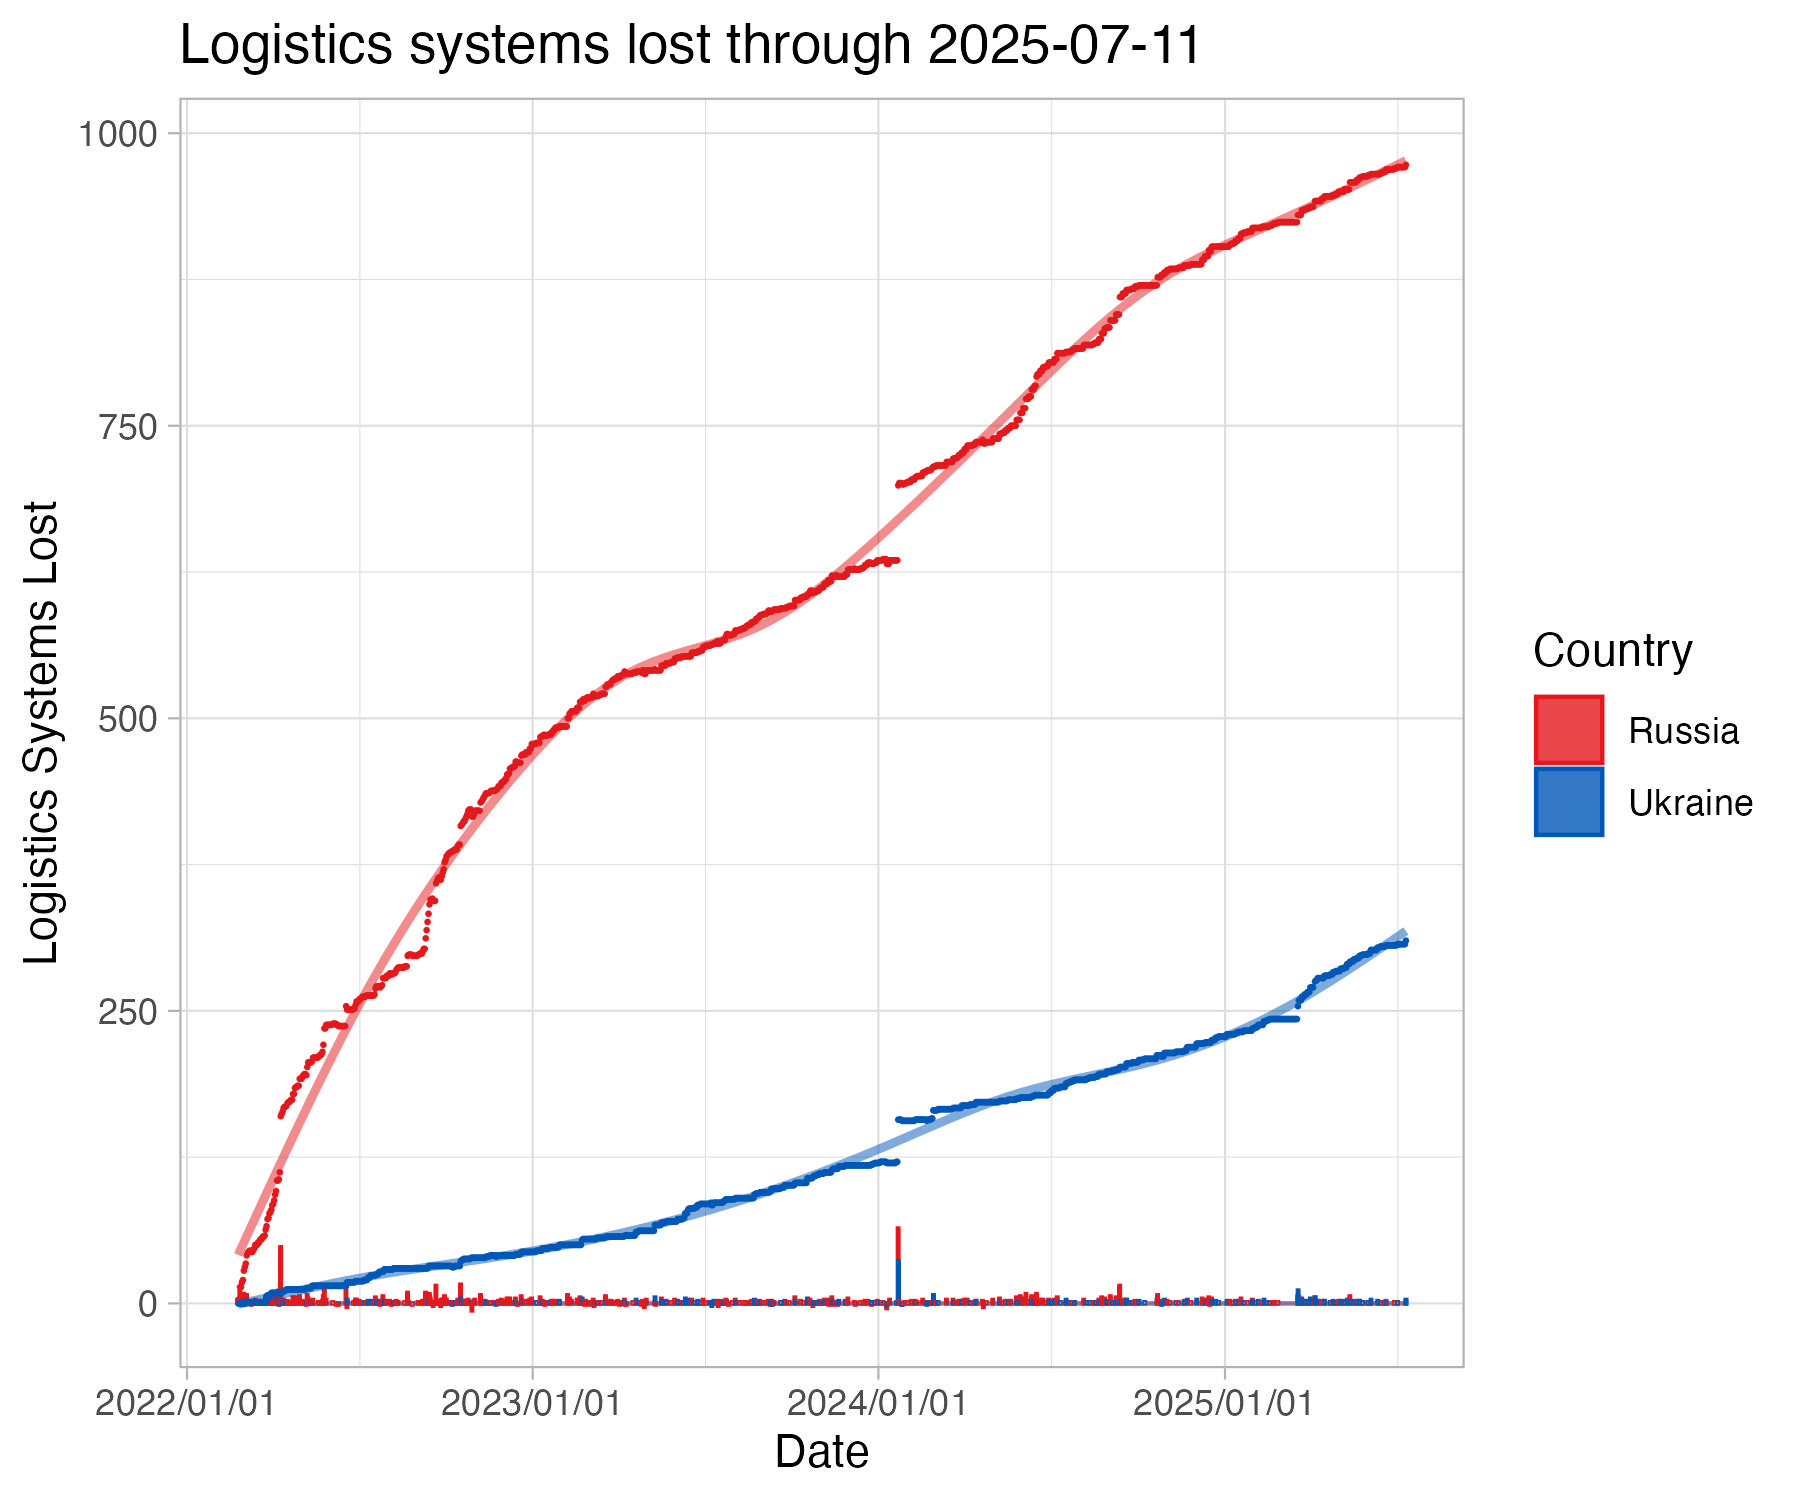 Logistics systems lost through 2025-07-11
Logistics Systems Lost
1000
750
500
250
0
2022/01/01
2023/01/01
2024/01/01
2025/01/01
Date
Country
Russia
Ukraine